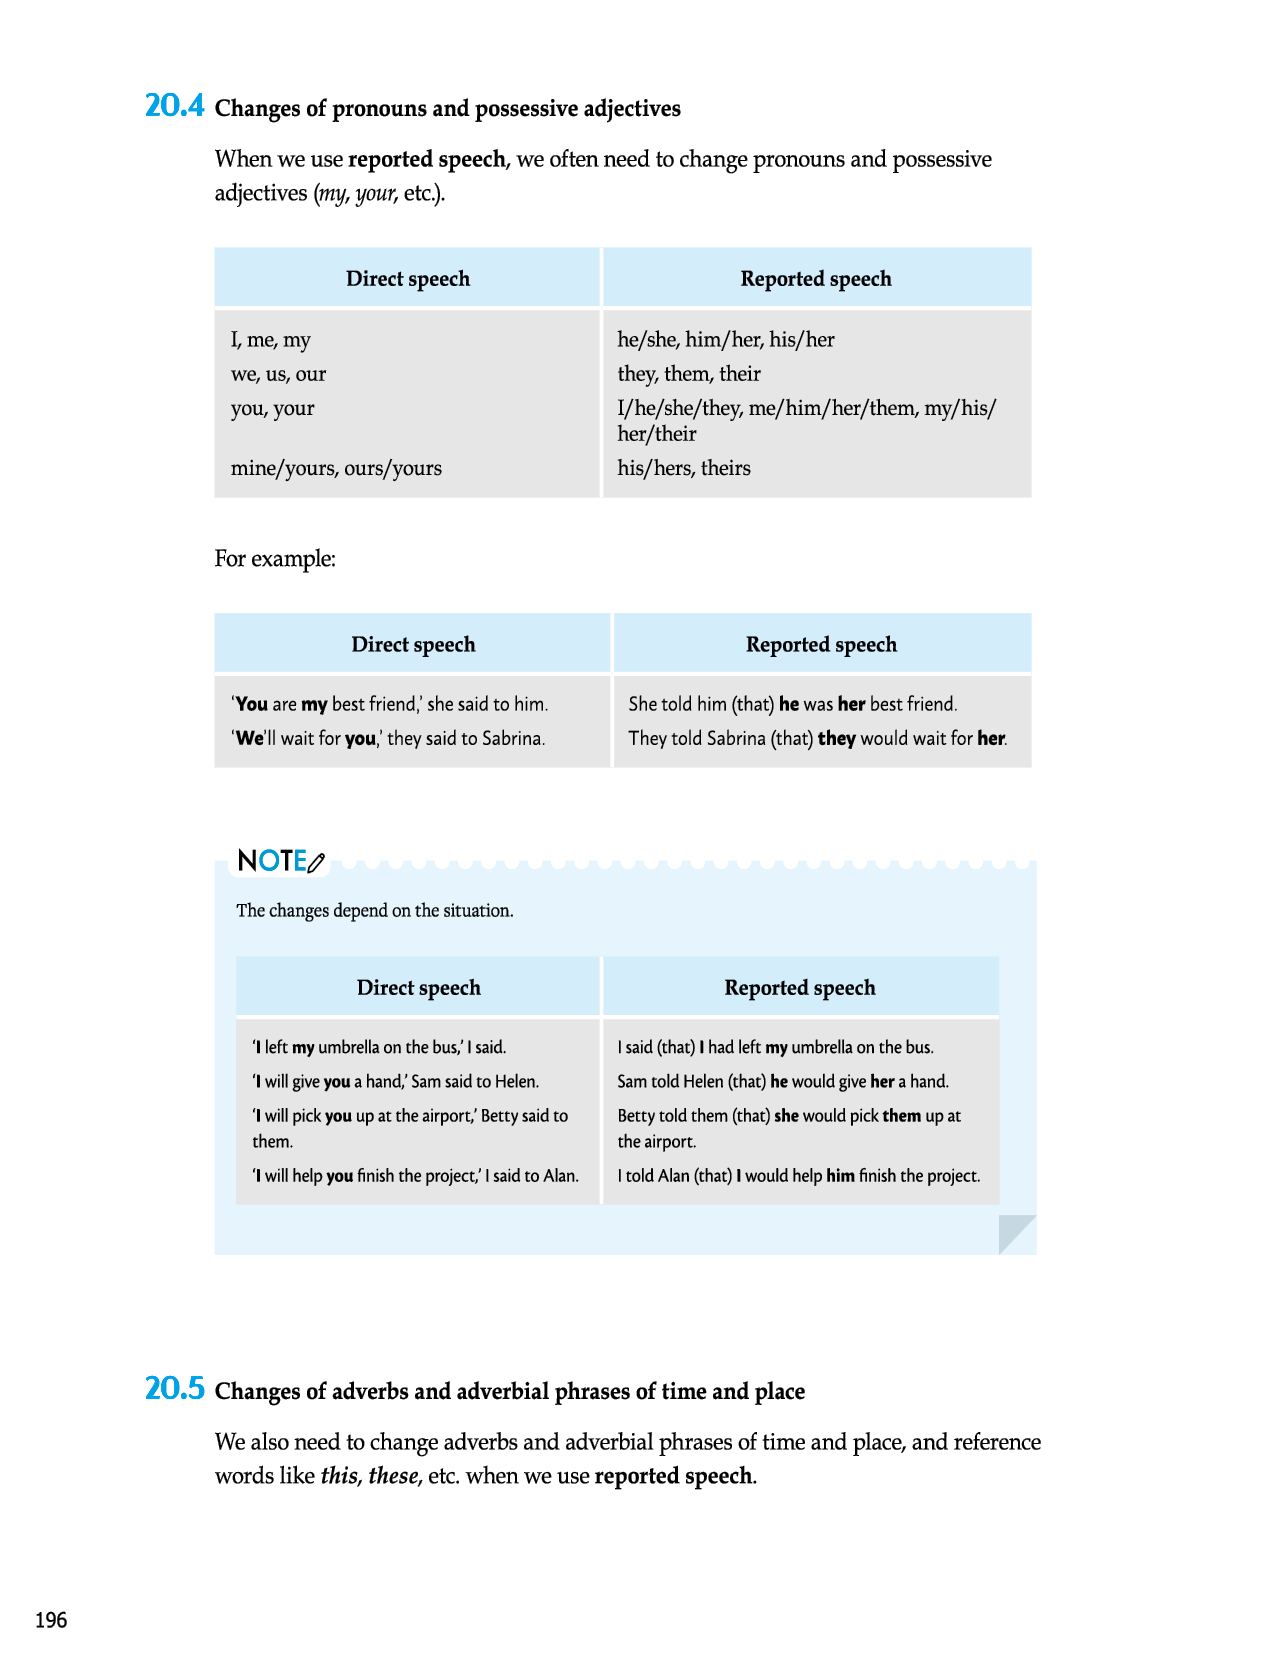 20.4 Changes of pronouns and possessive adjectives
When we use reported speech, we often need to change pronouns and possessive
adjectives (my, your, etc.).
Direct speech Reported speech
I, me, my he/she, him/her, his/her
we, us, our they, them, their
you, your I/he/she/they, me/him/her/them, my/his/
her/their
mine/yours, ours/yours his/hers, theirs
For example:
Direct speech Reported speech
‘You are my best friend,’ she said to him. She told him (that) he was her best friend.
‘We’ll wait for you,’ they said to Sabrina. They told Sabrina (that) they would wait for her.
NOTE
The changes depend on the situation.
Direct speech Reported speech
‘I left my umbrella on the bus,’ I said. I said (that) I had left my umbrella on the bus.
‘I will give you a hand,’ Sam said to Helen. Sam told Helen (that) he would give her a hand.
‘I will pick you up at the airport,’ Betty said to Betty told them (that) she would pick them up at
them. the airport.
‘I will help you finish the project,’ I said to Alan. I told Alan (that) I would help him finish the project.
20.5 Changes of adverbs and adverbial phrases of time and place
We also need to change adverbs and adverbial phrases of time and place, and reference
words like this, these, etc. when we use reported speech.
196